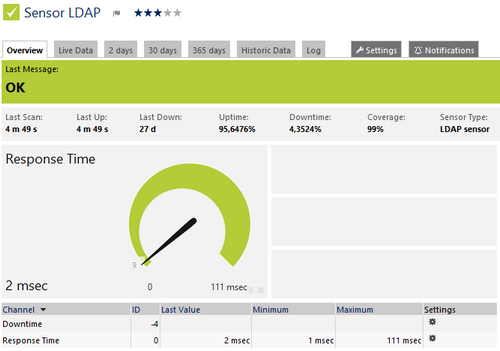 Sensor LDAP
Overview Live Data 2 days 30 days 365 days Historic Data Log Settings Notifications
Last Message:
OK
Last Scan: Last Up: Last Down: Uptime: Downtime: Coverage: Sensor Type:
4 m 49 s 4 m 49 s 27 d 95,6476% 4,3524% 99% LDAP sensor
Response Time
2 msec 0 111 msec
Channel ID Last Value Minimum Maximum Settings
Downtime -4
Response Time 0 2 msec 1 msec 111 msec